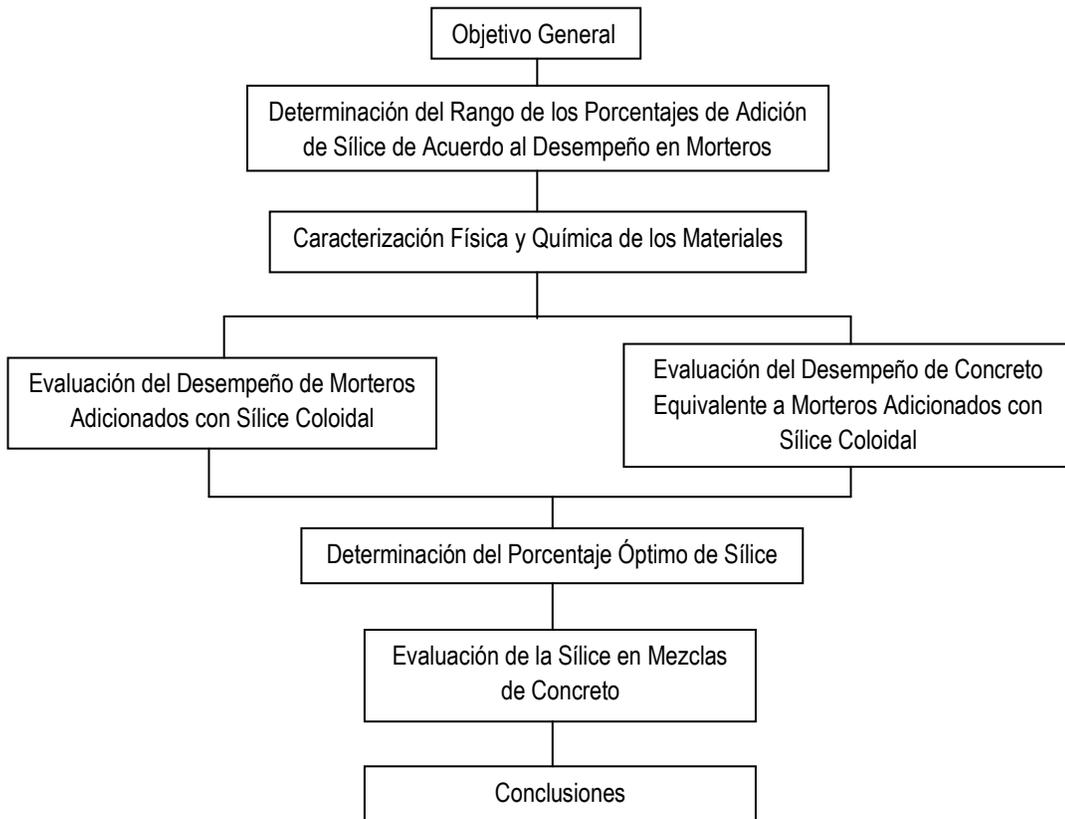 Objetivo General
Determinación del Rango de los Porcentajes de Adición
de Sílice de Acuerdo al Desempeño en Morteros
Caracterización Física y Química de los Materiales
Evaluación del Desempeño de Morteros
Adicionados con Sílice Coloidal
Evaluación del Desempeño de Concreto
Equivalente a Morteros Adicionados con
Sílice Coloidal
Determinación del Porcentaje Óptimo de Sílice
Evaluación de la Sílice en Mezclas
de Concreto
Conclusiones